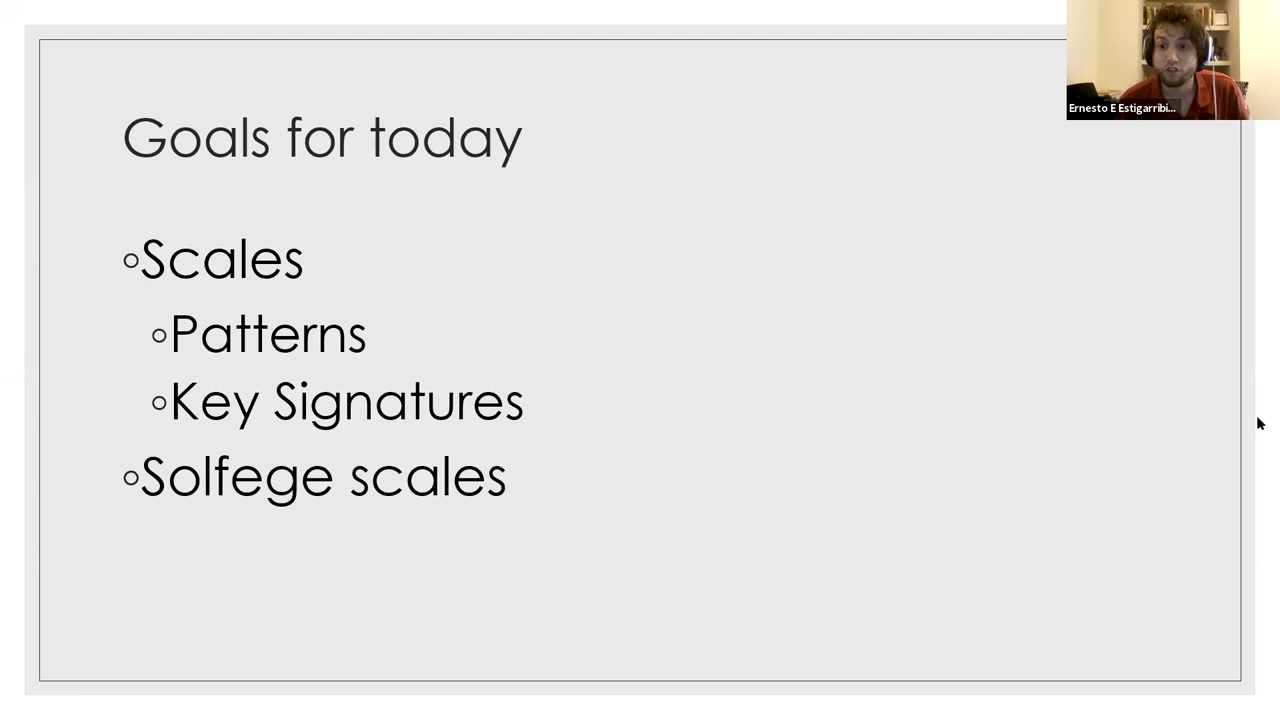 Ernesto E Estigarribi...
Goals for today
◦Scales
◦Patterns
◦Key Signatures
◦Solfege scales